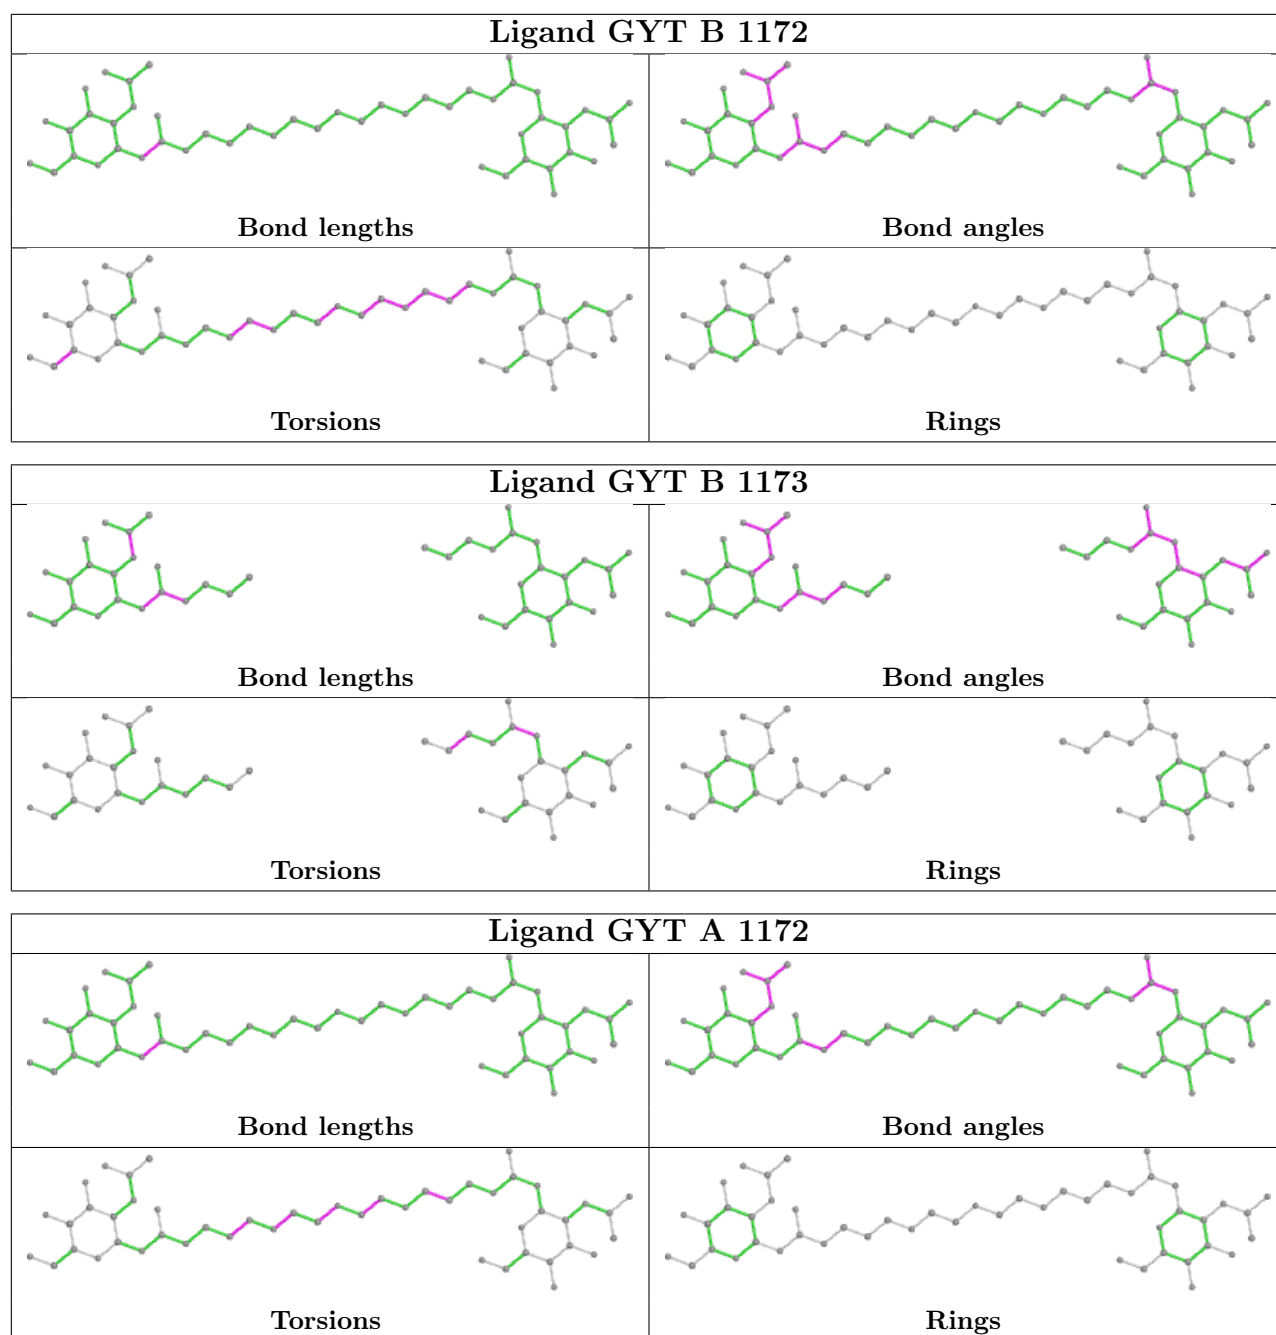 Ligand GYT B 1172
Bond lengths
Bond angles
Torsions
Rings
Ligand GYT B 1173
Bond lengths
Bond angles
Torsions
Rings
Ligand GYT A 1172
Bond lengths
Bond angles
Torsions
Rings